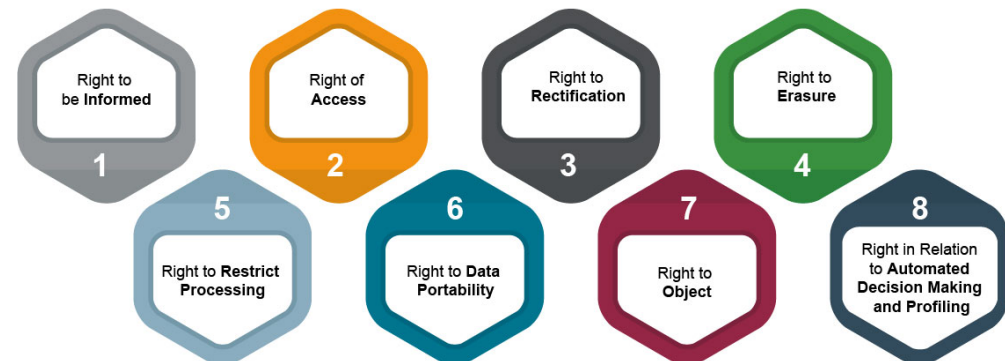 Right to
be Informed
1
Right of
Access
2
Right to
Rectification
3
Right to
Erasure
4
5
Right to Restrict
Processing
6
Right to Data
Portability
7
Right to
Object
8
Right in Relation
to Automated
Decision Making
and Profiling